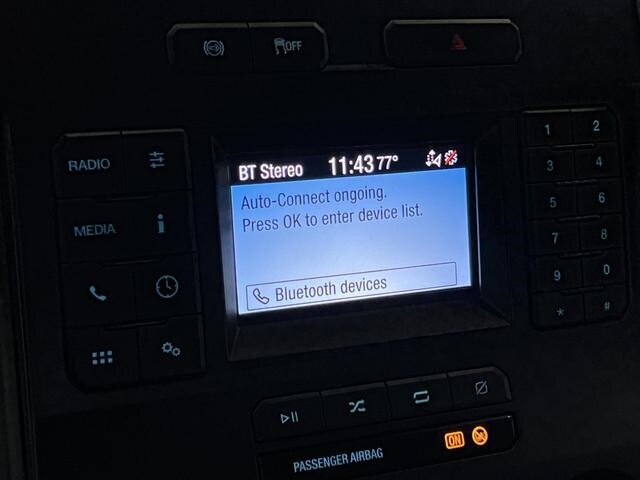 OFF
BT Stereo 11:43 77°
Auto-Connect ongoing.
Press OK to enter device list.
Bluetooth devices
RADIO
MEDIA
i
1 2
3 4
5 6
7 8
9 0
* #
ON
PASSENGER AIRBAG